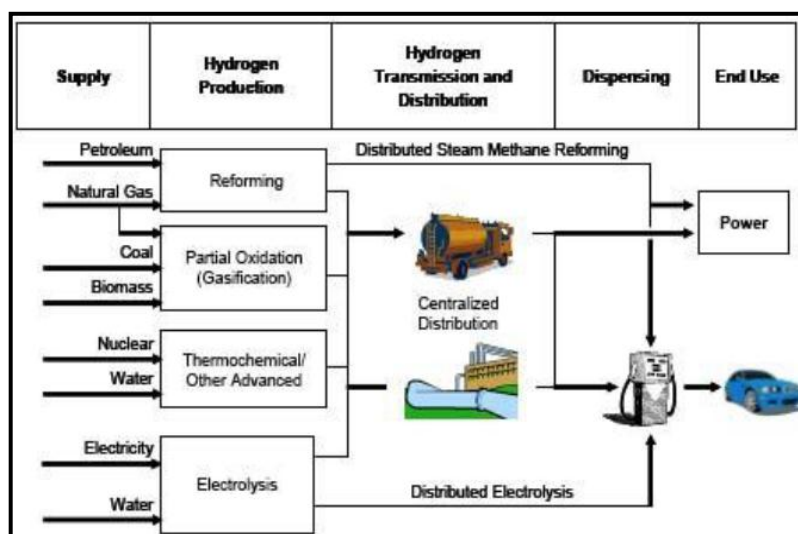 Supply
Hydrogen
Production
Hydrogen
Transmission and
Distribution
Dispensing
End Use
Petroleum
Natural Gas
Coal
Biomass
Nuclear
Water
Electricity
Water
Reforming
Partial Oxidation
(Gasification)
Thermochemical/
Other Advanced
Electrolysis
Distributed Steam Methane Reforming
Centralized
Distribution
Distributed Electrolysis
Power